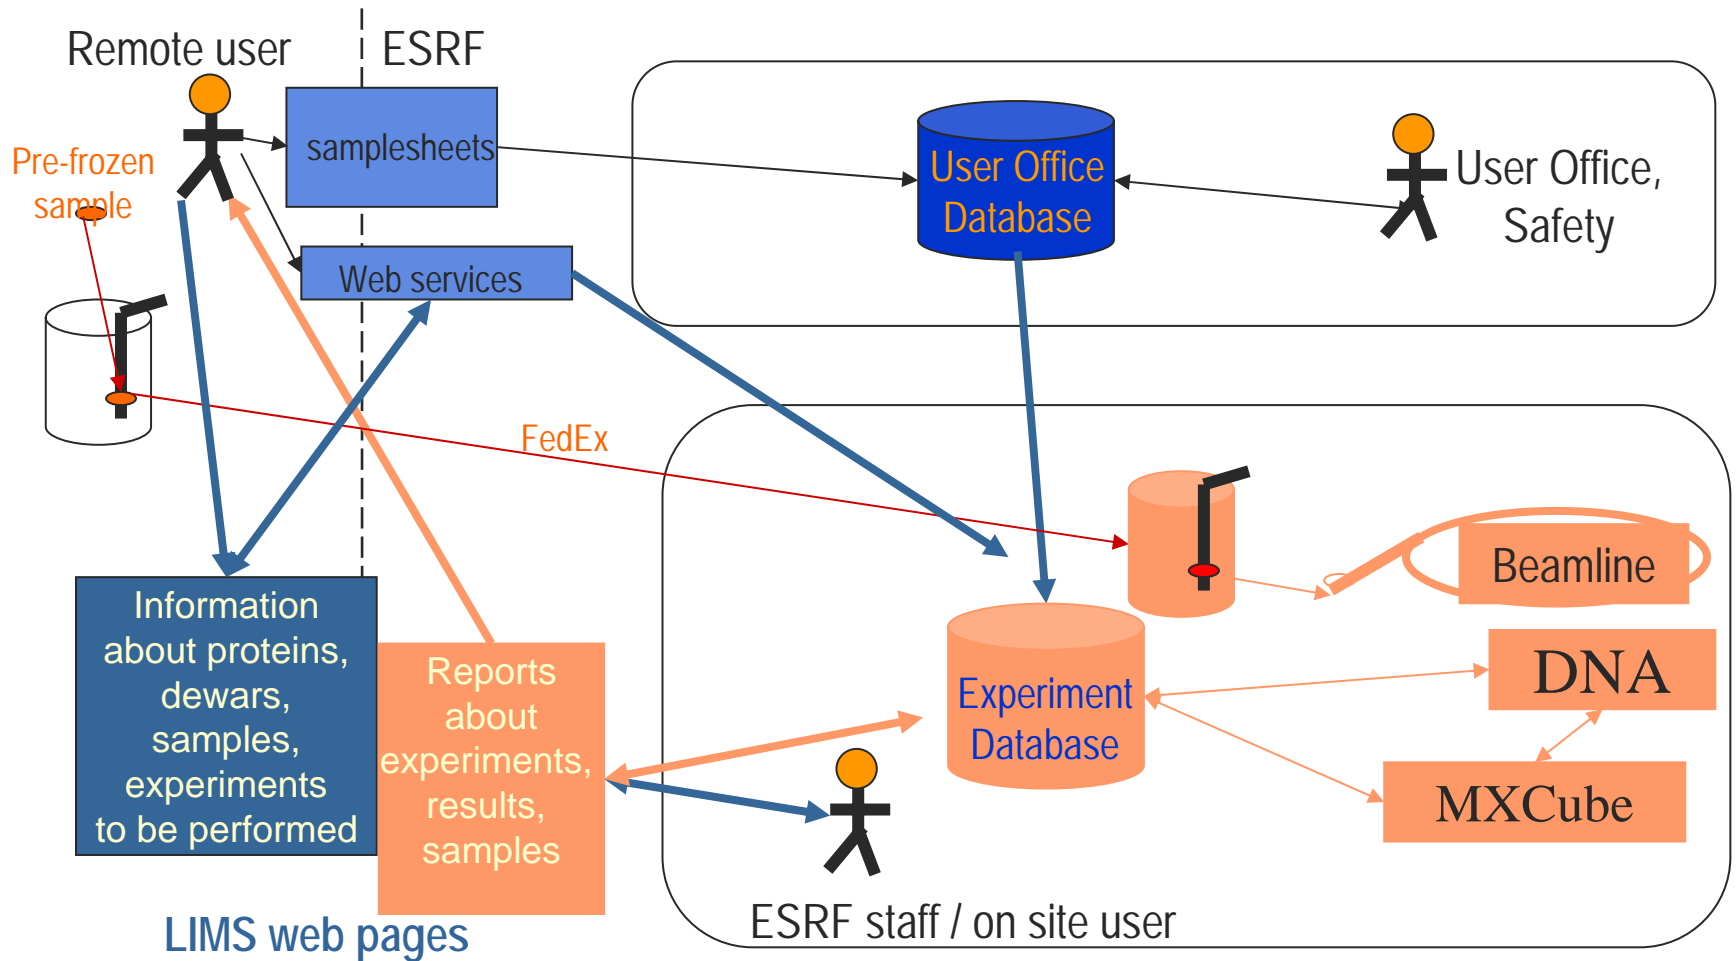 Remote user
ESRF
samplesheets
Pre-frozen
sample
User Office
Database
User Office,
Safety
Web services
FedEx
Beamline
Information
about proteins,
dewars,
samples,
experiments
to be performed
Reports
about
experiments,
results,
samples
Experiment
Database
DNA
MXCube
LIMS web pages
ESRF staff / on site user